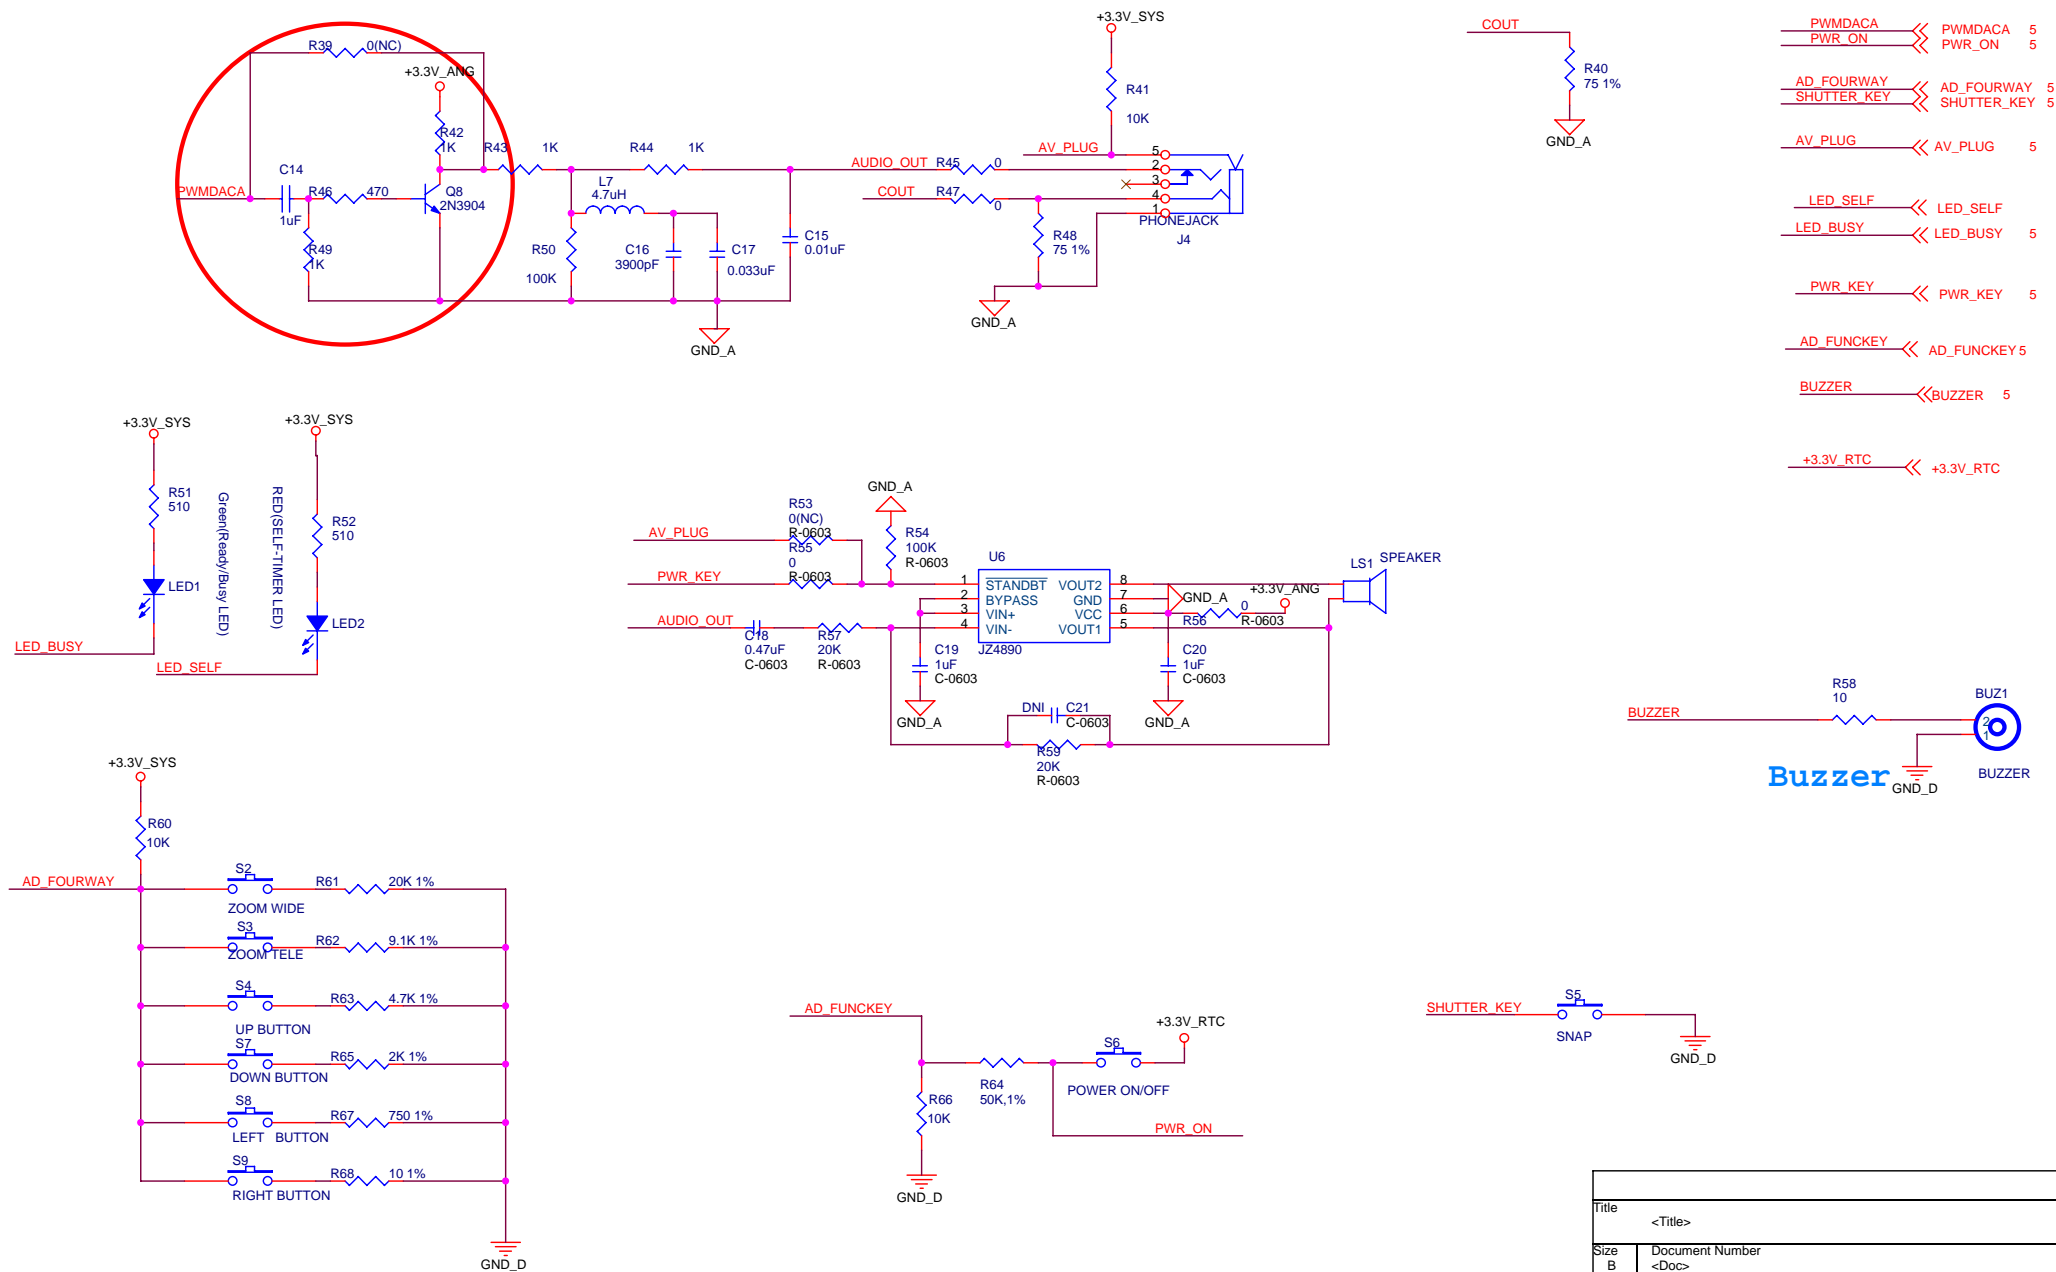 R39
0(NC)
+3.3V_ANG
R42
1K
C14
PWMDACA
1uF
R46
470
R49
1K
Q8
2N3904
R43
1K
R44
1K
L7
4.7uH
R50
100K
C16
3900pF
C17
0.033uF
C15
0.01uF
GND_A
+3.3V_SYS
R41
10K
AV_PLUG
AUDIO_OUT
R45
0
COUT
R47
0
R48
75 1%
5
2
3
4
1
PHONEJACK
J4
GND_A
COUT
R40
75 1%
GND_A
PWMDACA PWMDACA 5
PWR_ON PWR_ON 5
AD_FOURWAY AD_FOURWAY 5
SHUTTER_KEY SHUTTER_KEY 5
AV_PLUG AV_PLUG 5
LED_SELF LED_SELF
LED_BUSY LED_BUSY 5
PWR_KEY PWR_KEY 5
AD_FUNCKEY AD_FUNCKEY 5
BUZZER BUZZER 5
+3.3V_RTC +3.3V_RTC
+3.3V_SYS
R51
510
Green(Ready/Busy LED)
LED1
LED_BUSY
+3.3V_SYS
RED(SELF-TIMER LED)
R52
510
LED2
LED_SELF
GND_A
R53
0(NC)
R-0603
AV_PLUG
R55
0
R-0603
PWR_KEY
R54
100K
R-0603
AUDIO_OUT
C18
0.47uF
C-0603
R57
20K
R-0603
U6
1 STANDBT VOUT2 8
2 BYPASS GND 7
3 VIN+ VCC 6
4 VIN- VOUT1 5
JZ4890
C19
1uF
C-0603
GND_A
GND_A
+3.3V_ANG
R56
0
R-0603
C20
1uF
C-0603
GND_A
LS1
SPEAKER
DNI
C21
C-0603
R59
20K
R-0603
R58
10
BUZZER
BUZ1
2
1
BUZZER
Buzzer
GND_D
+3.3V_SYS
R60
10K
AD_FOURWAY
S2
R61
20K 1%
ZOOM WIDE
S3
R62
9.1K 1%
ZOOM TELE
S4
R63
4.7K 1%
UP BUTTON
S7
R65
2K 1%
DOWN BUTTON
S8
R67
750 1%
LEFT BUTTON
S9
R68
10 1%
RIGHT BUTTON
GND_D
AD_FUNCKEY
R64
50K,1%
R66
10K
GND_D
S6
POWER ON/OFF
+3.3V_RTC
PWR_ON
SHUTTER_KEY
S5
SNAP
GND_D
Title
<Title>
Size
B
Document Number
<Doc>